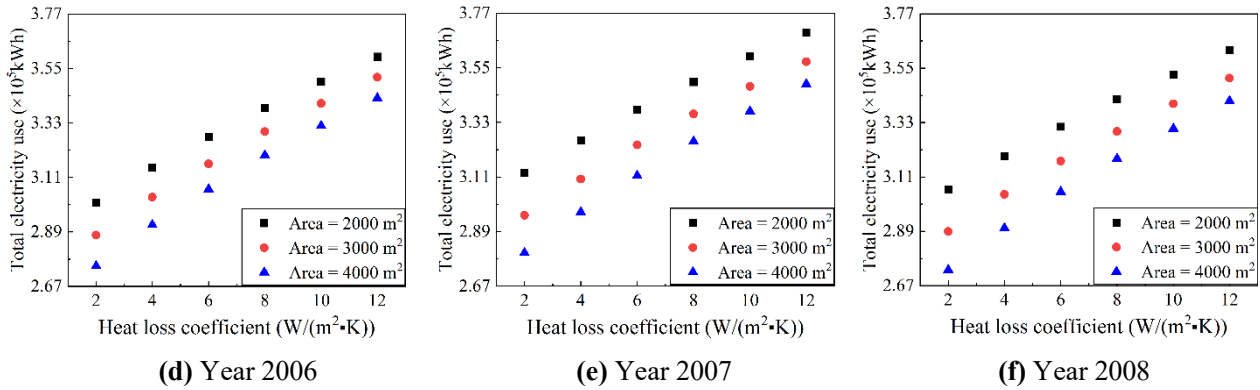 Total electricity use (×10⁵kWh)
3.77
3.55
3.33
3.11
2.89
2.67
Area = 2000 m²
Area = 3000 m²
Area = 4000 m²
2 4 6 8 10 12
Heat loss coefficient (W/(m²▪K))
(d) Year 2006
Total electricity use (×10⁵kWh)
3.77
3.55
3.33
3.11
2.89
2.67
Area = 2000 m²
Area = 3000 m²
Area = 4000 m²
2 4 6 8 10 12
Heat loss coefficient (W/(m²▪K))
(e) Year 2007
Total electricity use (×10⁵kWh)
3.77
3.55
3.33
3.11
2.89
2.67
Area = 2000 m²
Area = 3000 m²
Area = 4000 m²
2 4 6 8 10 12
Heat loss coefficient (W/(m²▪K))
(f) Year 2008